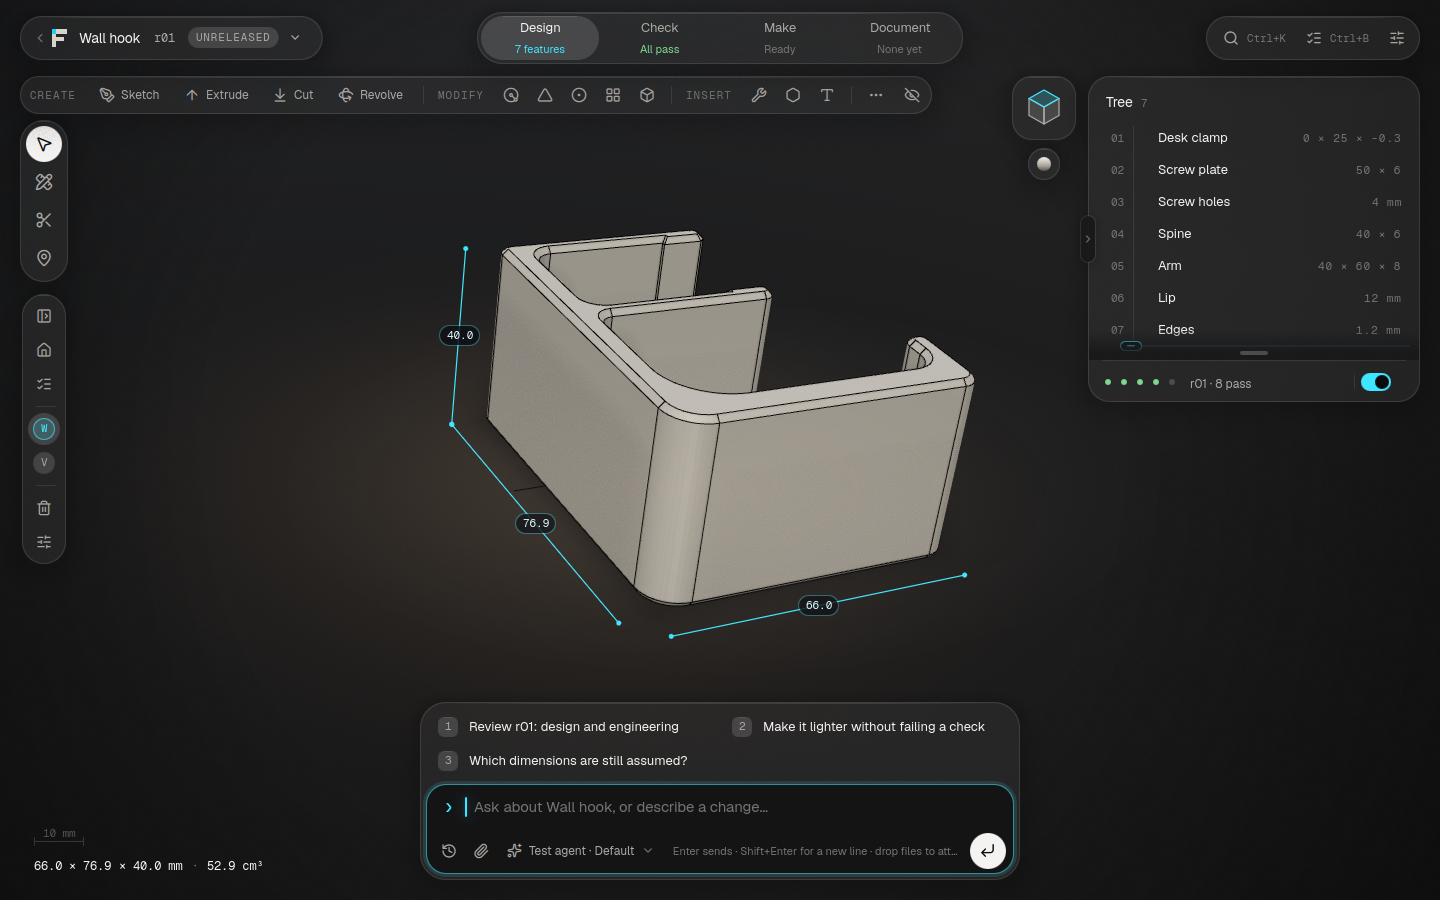 Wall hook r01 UNRELEASED
Design
7 features
Check
All pass
Make
Ready
Document
None yet
Ctrl+K Ctrl+B
CREATE Sketch Extrude Cut Revolve MODIFY INSERT
Tree 7
01 Desk clamp 0 × 25 × -0.3
02 Screw plate 50 × 6
03 Screw holes 4 mm
04 Spine 40 × 6
05 Arm 40 × 60 × 8
06 Lip 12 mm
07 Edges 1.2 mm
r01 · 8 pass
W
V
40.0
76.9
66.0
1 Review r01: design and engineering
2 Make it lighter without failing a check
3 Which dimensions are still assumed?
Ask about Wall hook, or describe a change...
Test agent · Default
Enter sends · Shift+Enter for a new line · drop files to att...
10 mm
66.0 × 76.9 × 40.0 mm · 52.9 cm³